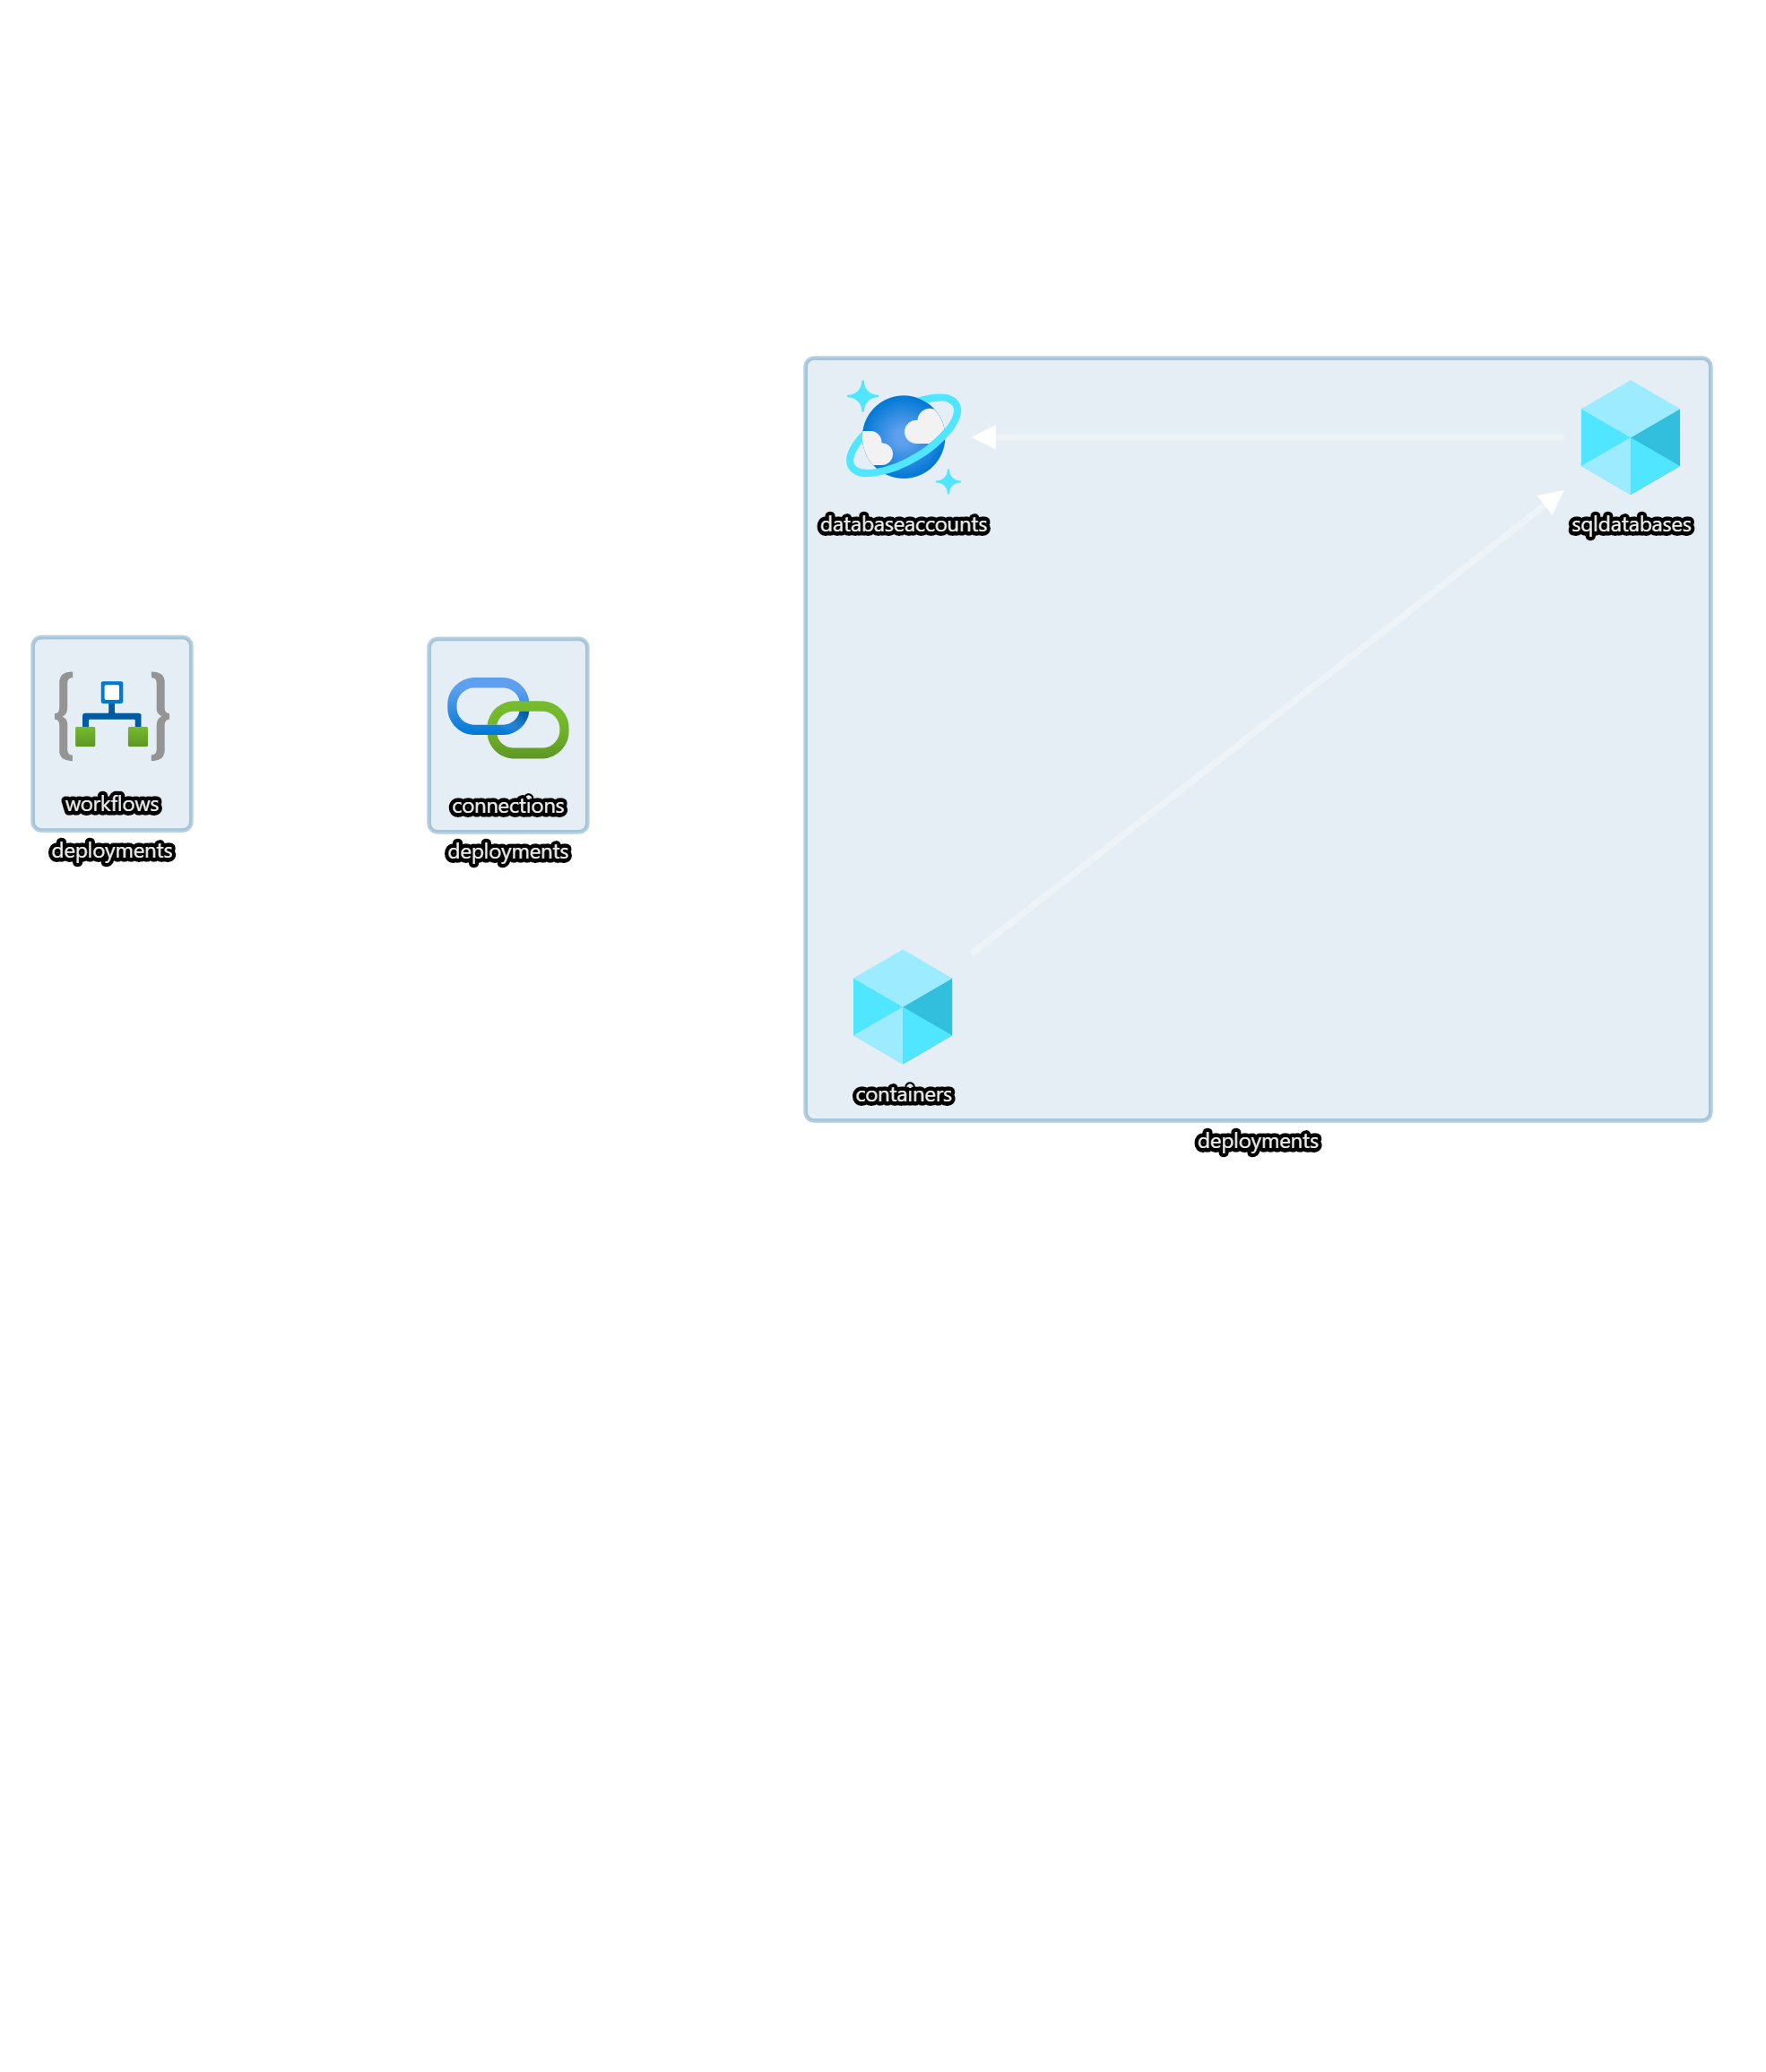 databaseaccounts
sqldatabases
workflows
deployments
connections
deployments
containers
deployments